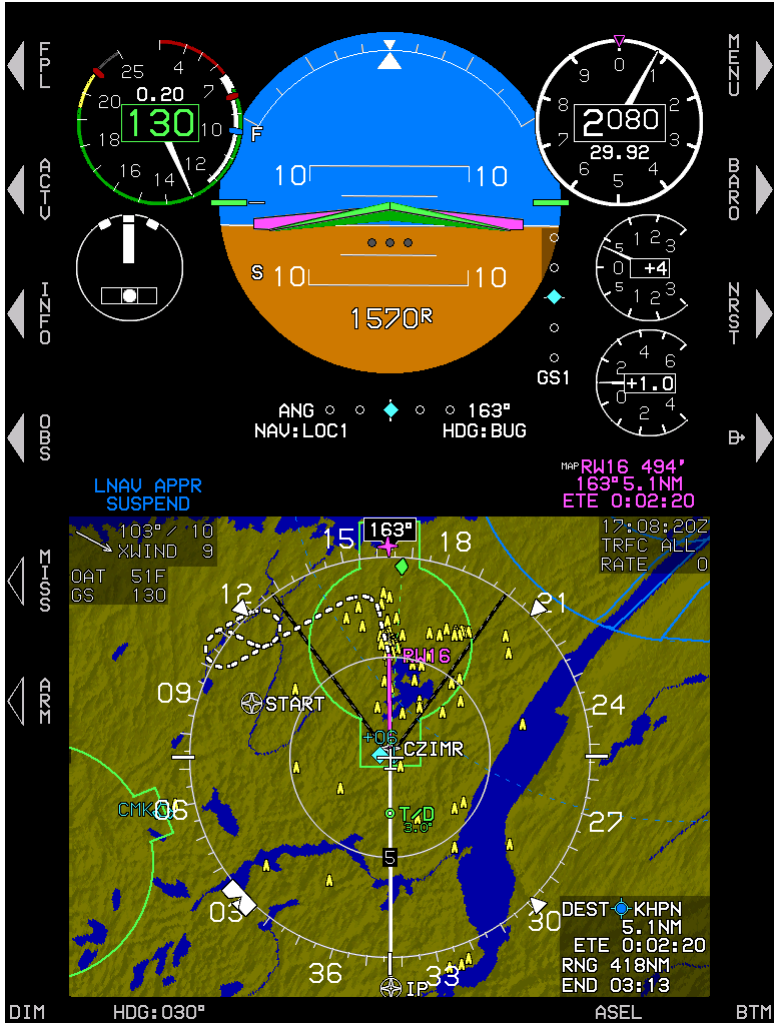 FPL
ACTV
INFO
OBS
MISS
ARM
MENU
BARO
NRST
25
4
7
10
12
14
16
18
20
0.20
130
F
10 10
S 10 10
1570R
0
1
2
3
4
5
6
7
8
9
2080
29.92
5 1 2 3
0 +4
5 1 2 3
2 4 6
+1.0
2 4
GS1
ANG 163°
NAV:LOC1 HDG:BUG
LNAV APPR
SUSPEND
MAP RW16 494'
163° 5.1NM
ETE 0:02:20
103°/ 10
XWIND 9
OAT 51F
GS 130
163°
17:08:20Z
TRFC ALL
RATE 0
15
18
12
21
09
24
06
27
03
30
36
33
RW16
START
+06
CZIMR
CMK
T/D
3.0°
5
IP
DEST KHPN
5.1NM
ETE 0:02:20
RNG 418NM
END 03:13
DIM HDG:030° ASEL BTM